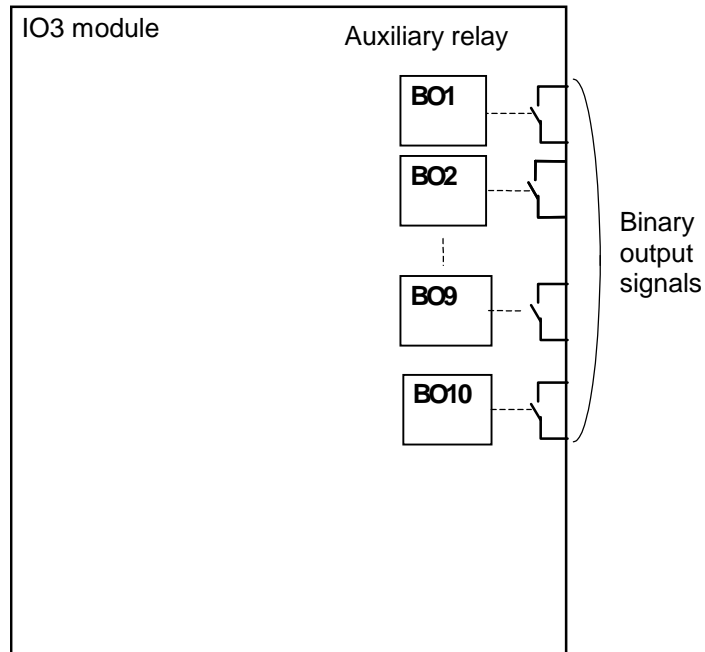 IO3 module
Auxiliary relay
BO1
BO2
BO9
BO10
Binary
output
signals